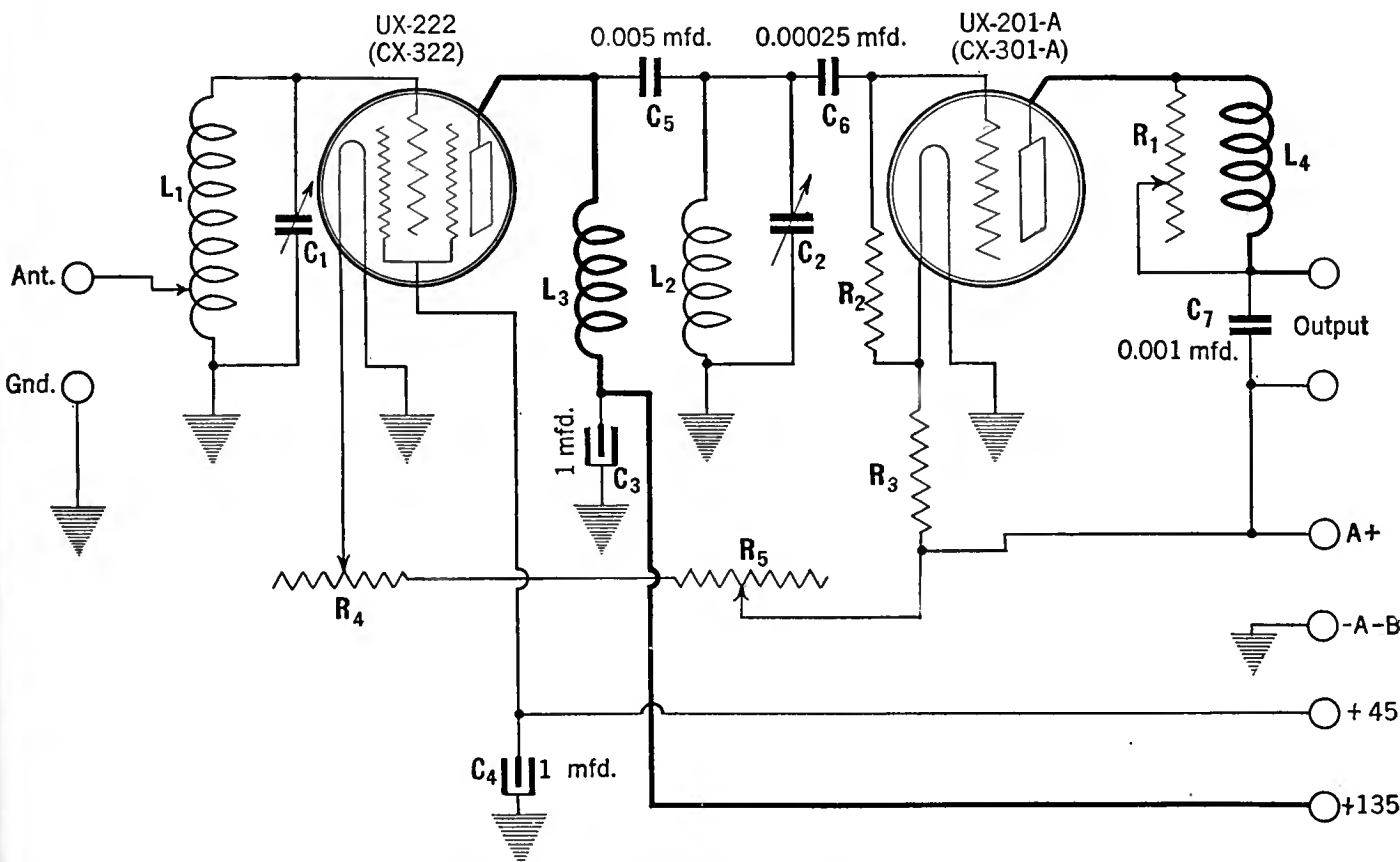 UX-222
(CX-322)
0.005 mfd.
0.00025 mfd.
UX-201-A
(CX-301-A)
C5
C6
R1
L4
L1
C1
Ant.
L3
L2
C2
R2
C7
Output
0.001 mfd.
Gnd.
1 mfd.
C3
R3
A+
R4
R5
-A-B
+45
C4
1 mfd.
+135